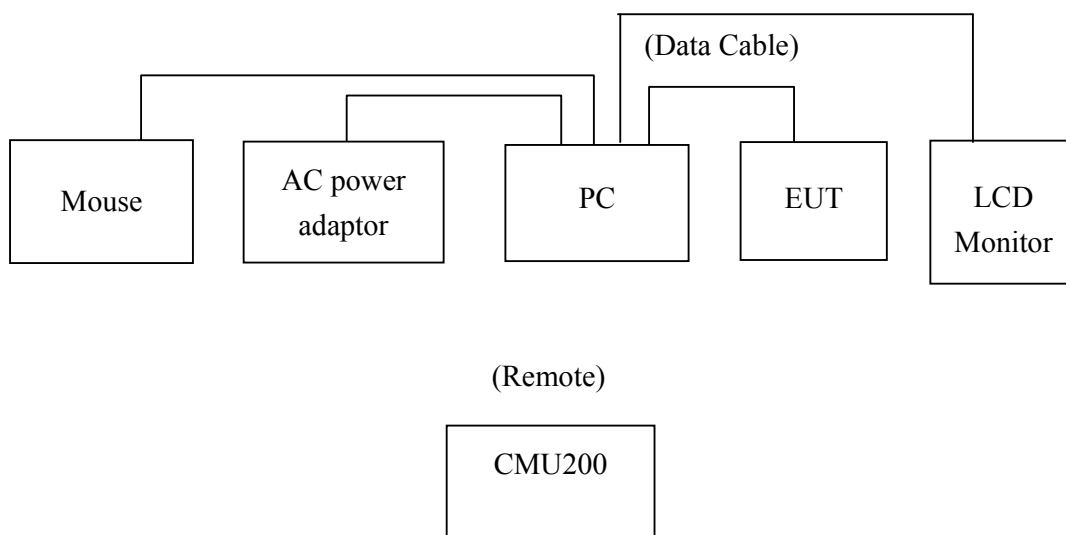 (Data Cable)
Mouse
AC power
adaptor
PC
EUT
LCD
Monitor
(Remote)
CMU200